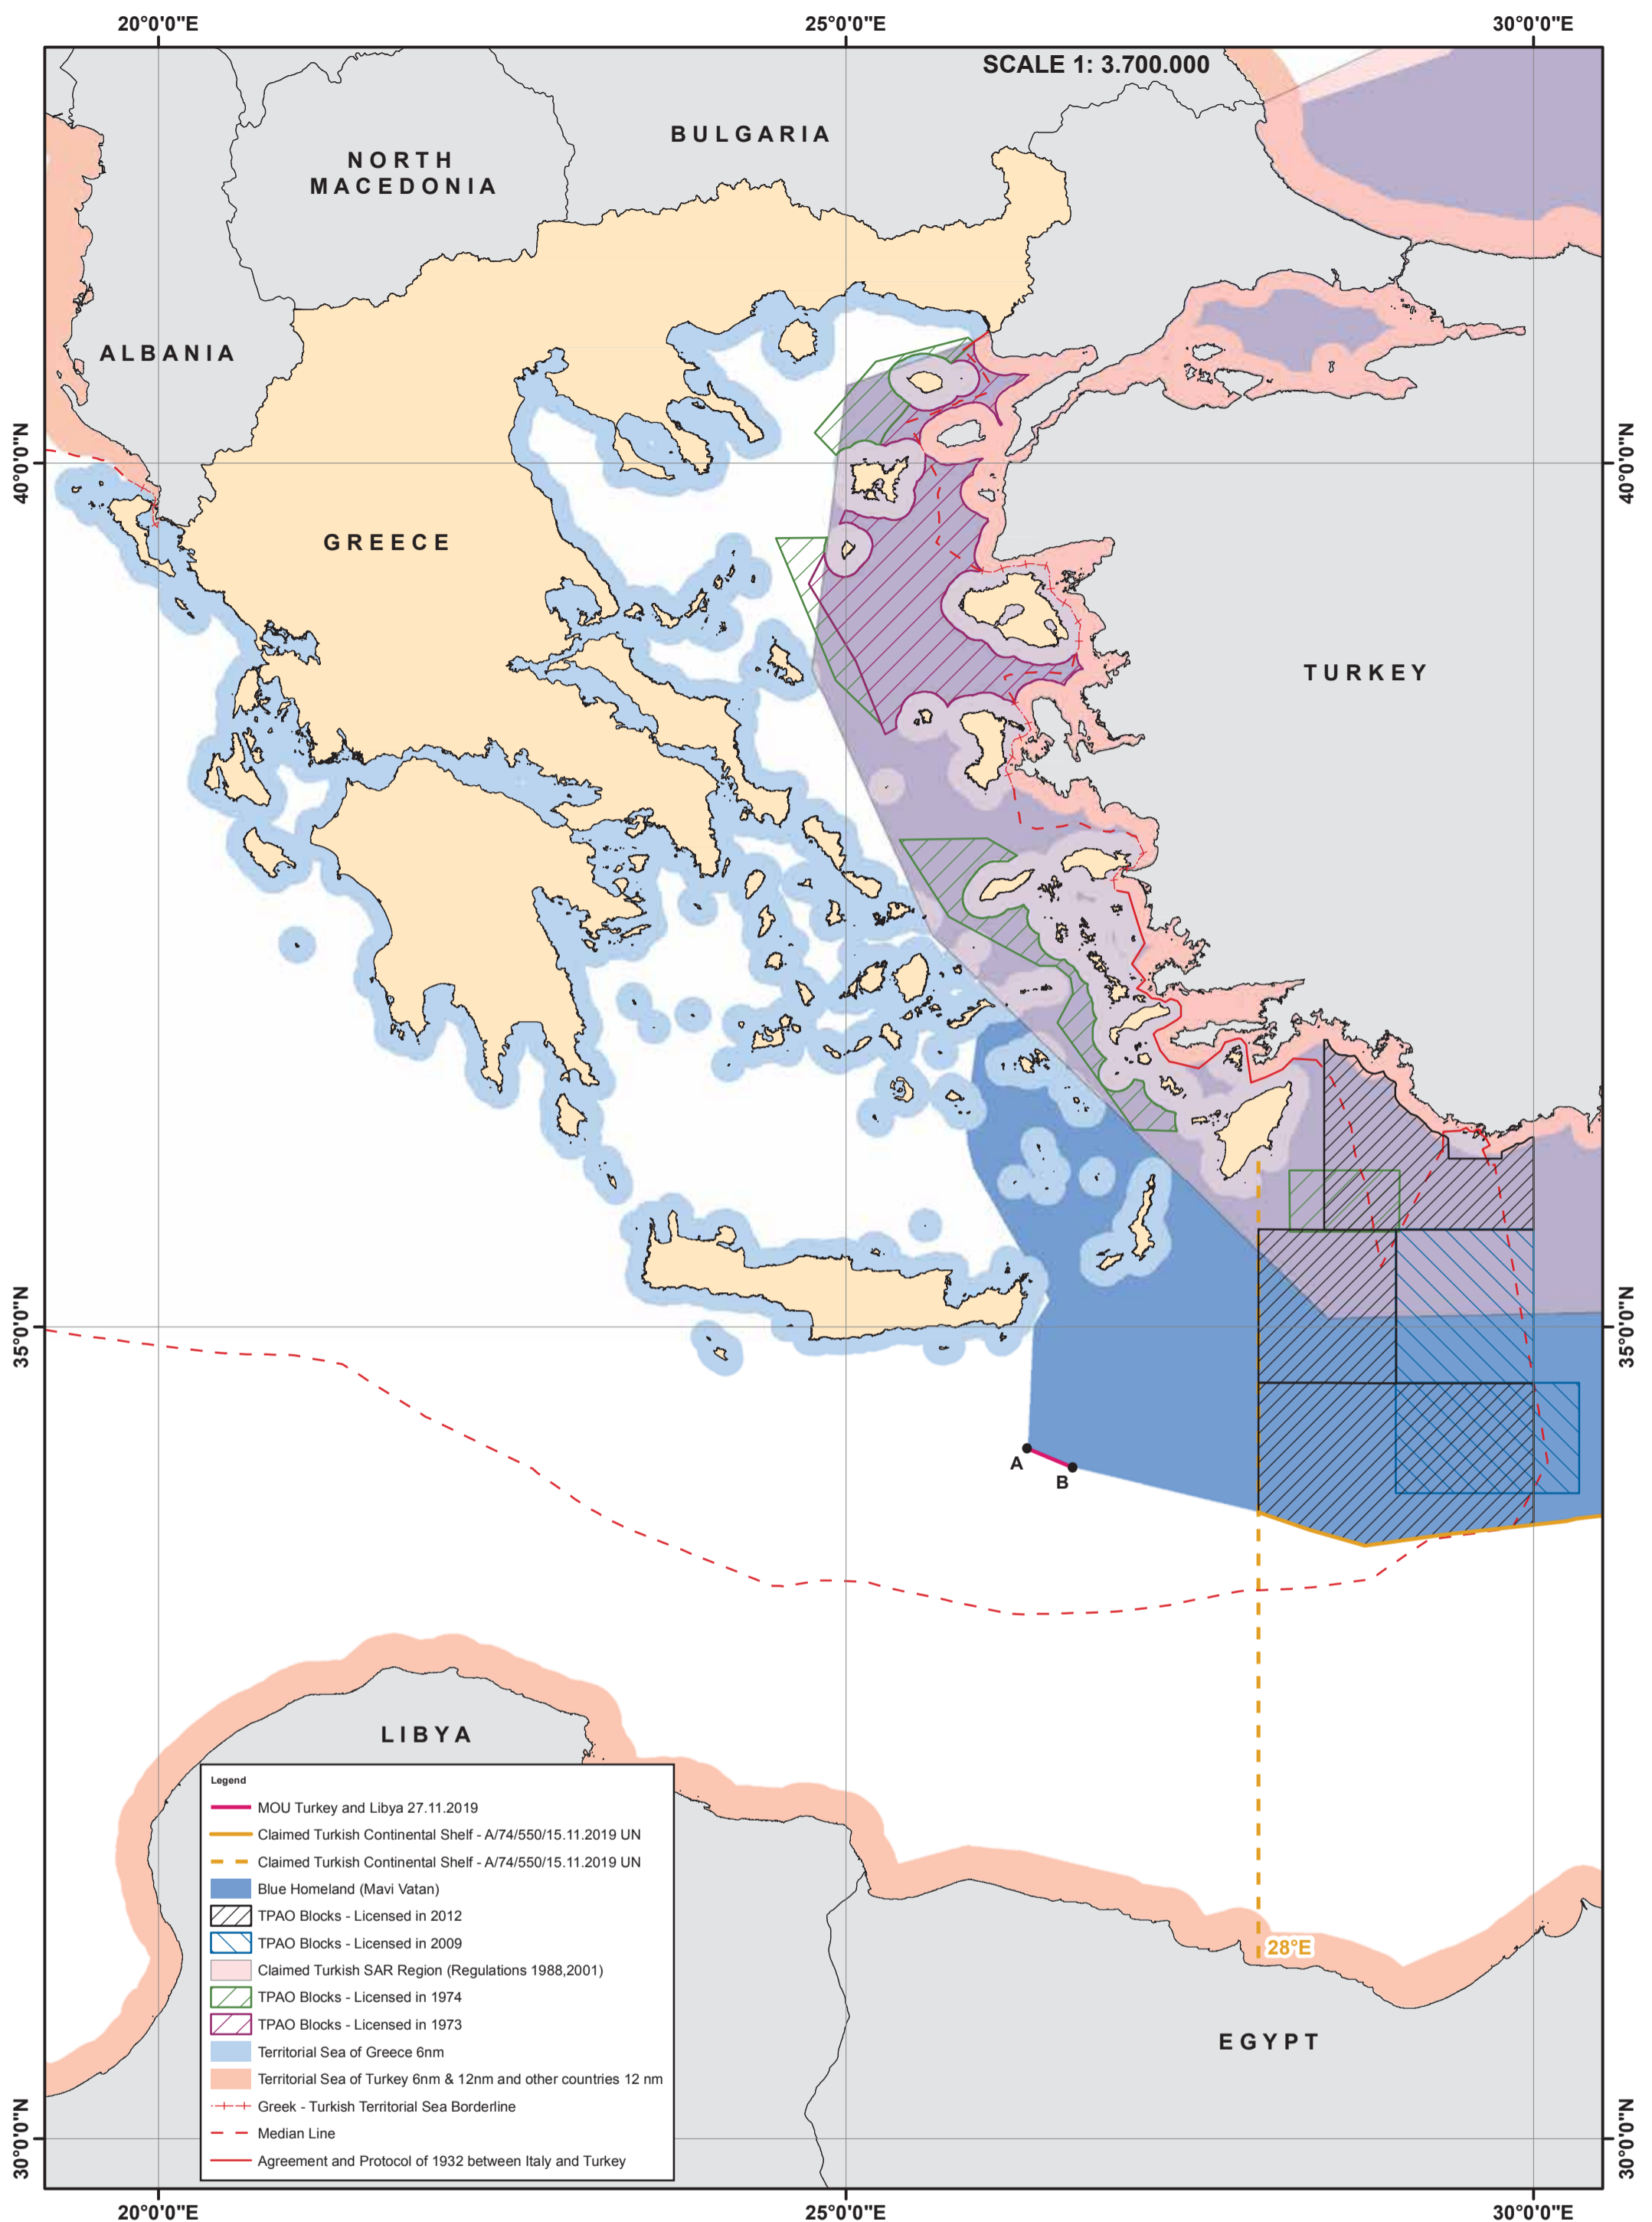 20°0'0"E
25°0'0"E
30°0'0"E
SCALE 1: 3.700.000
BULGARIA
NORTH
MACEDONIA
ALBANIA
40°0'0"N
40°0'0"N
GREECE
TURKEY
35°0'0"N
35°0'0"N
A
B
LIBYA
Legend
MOU Turkey and Libya 27.11.2019
Claimed Turkish Continental Shelf - A/74/550/15.11.2019 UN
Claimed Turkish Continental Shelf - A/74/550/15.11.2019 UN
Blue Homeland (Mavi Vatan)
TPAO Blocks - Licensed in 2012
TPAO Blocks - Licensed in 2009
Claimed Turkish SAR Region (Regulations 1988,2001)
TPAO Blocks - Licensed in 1974
TPAO Blocks - Licensed in 1973
Territorial Sea of Greece 6nm
Territorial Sea of Turkey 6nm & 12nm and other countries 12 nm
Greek - Turkish Territorial Sea Borderline
Median Line
Agreement and Protocol of 1932 between Italy and Turkey
28°E
EGYPT
30°0'0"N
30°0'0"N
20°0'0"E
25°0'0"E
30°0'0"E